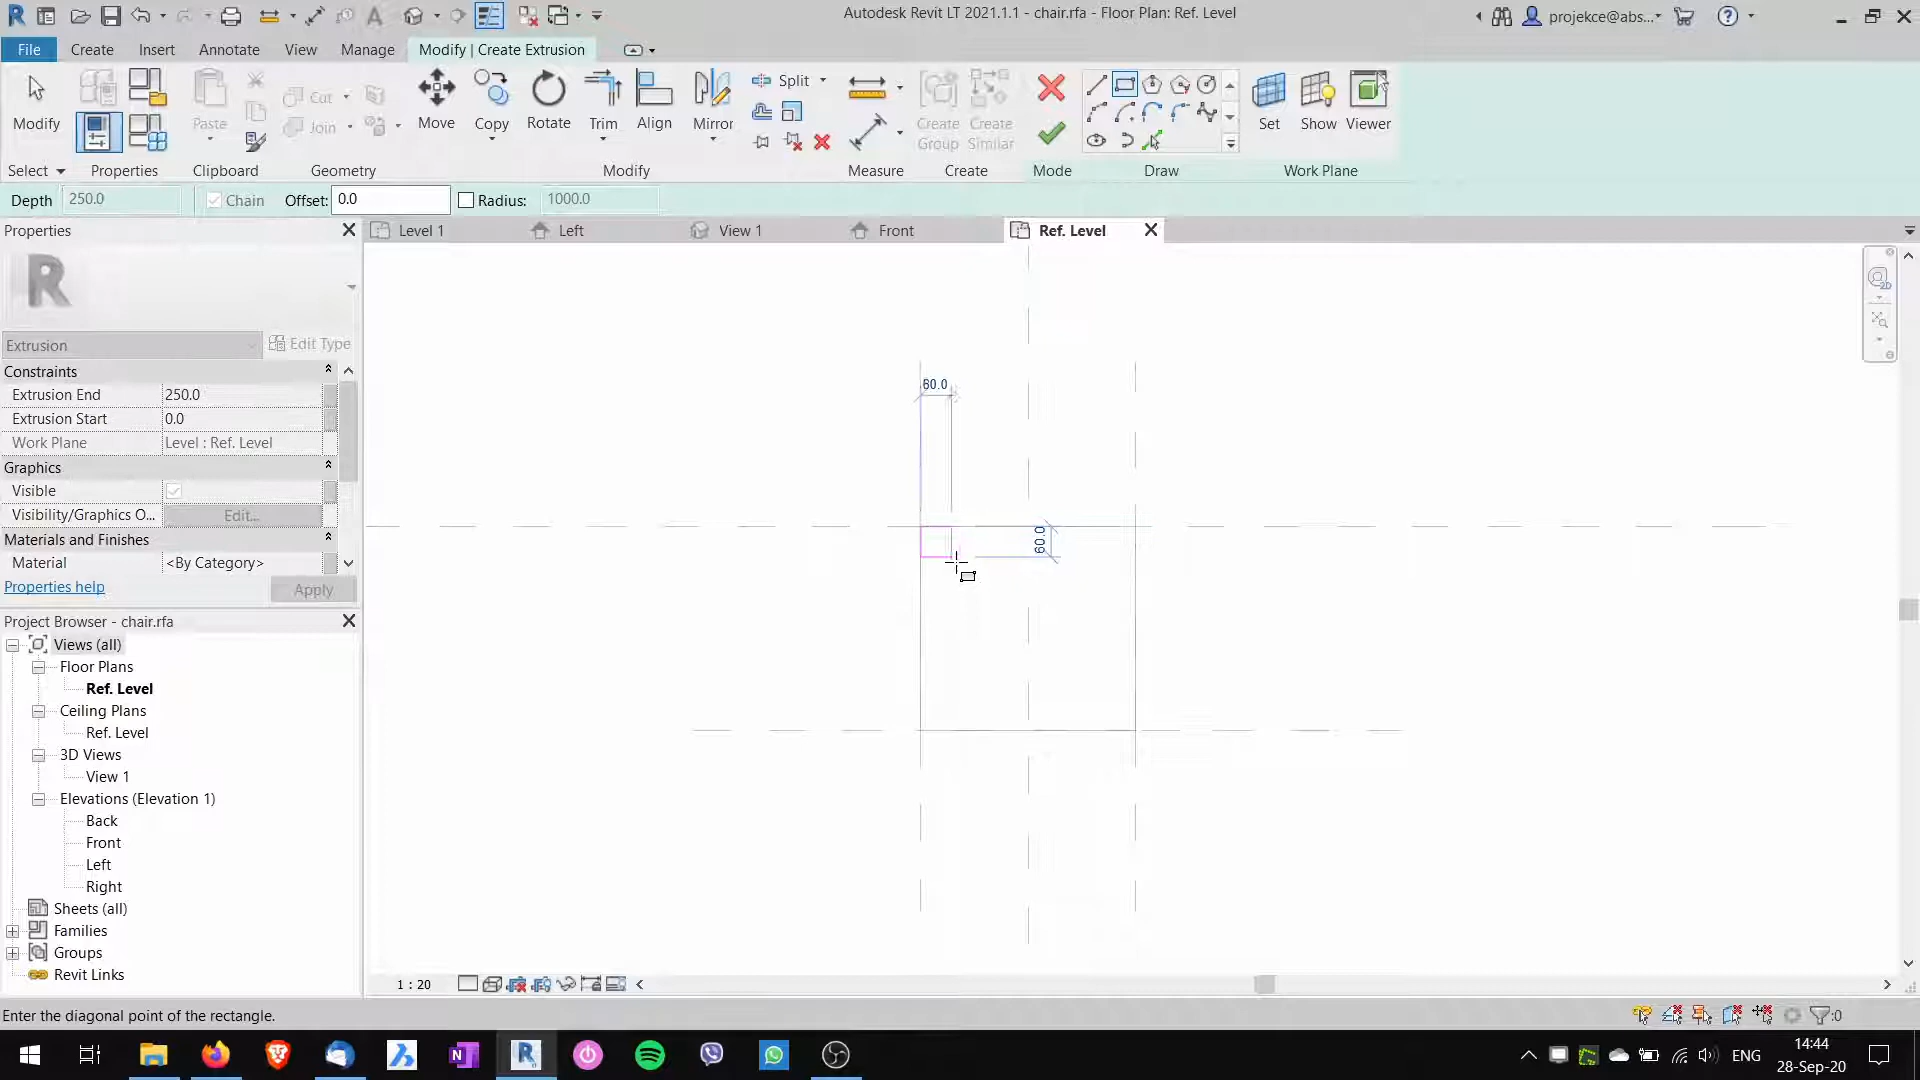 Autodesk Revit LT 2021.1.1 - chair.rfa - Floor Plan: Ref. Level
projekce@abs...
File
Create
Insert
Annotate
View
Manage
Modify | Create Extrusion
Modify
Paste
Cut
Join
Move
Copy
Rotate
Trim
Align
Mirror
Split
Create Group
Create Similar
Set
Show
Viewer
Select
Properties
Clipboard
Geometry
Modify
Measure
Create
Mode
Draw
Work Plane
Depth
250.0
Chain
Offset:
0.0
Radius:
1000.0
Properties
Level 1
Left
View 1
Front
Ref. Level
Extrusion
Edit Type
Constraints
Extrusion End
250.0
Extrusion Start
0.0
Work Plane
Level : Ref. Level
Graphics
Visible
Visibility/Graphics O...
Edit...
Materials and Finishes
Material
<By Category>
Properties help
Apply
60.0
60.0
2D
Project Browser - chair.rfa
Views (all)
Floor Plans
Ref. Level
Ceiling Plans
Ref. Level
3D Views
View 1
Elevations (Elevation 1)
Back
Front
Left
Right
Sheets (all)
Families
Groups
Revit Links
1 : 20
Enter the diagonal point of the rectangle.
:0
ENG
14:44
28-Sep-20